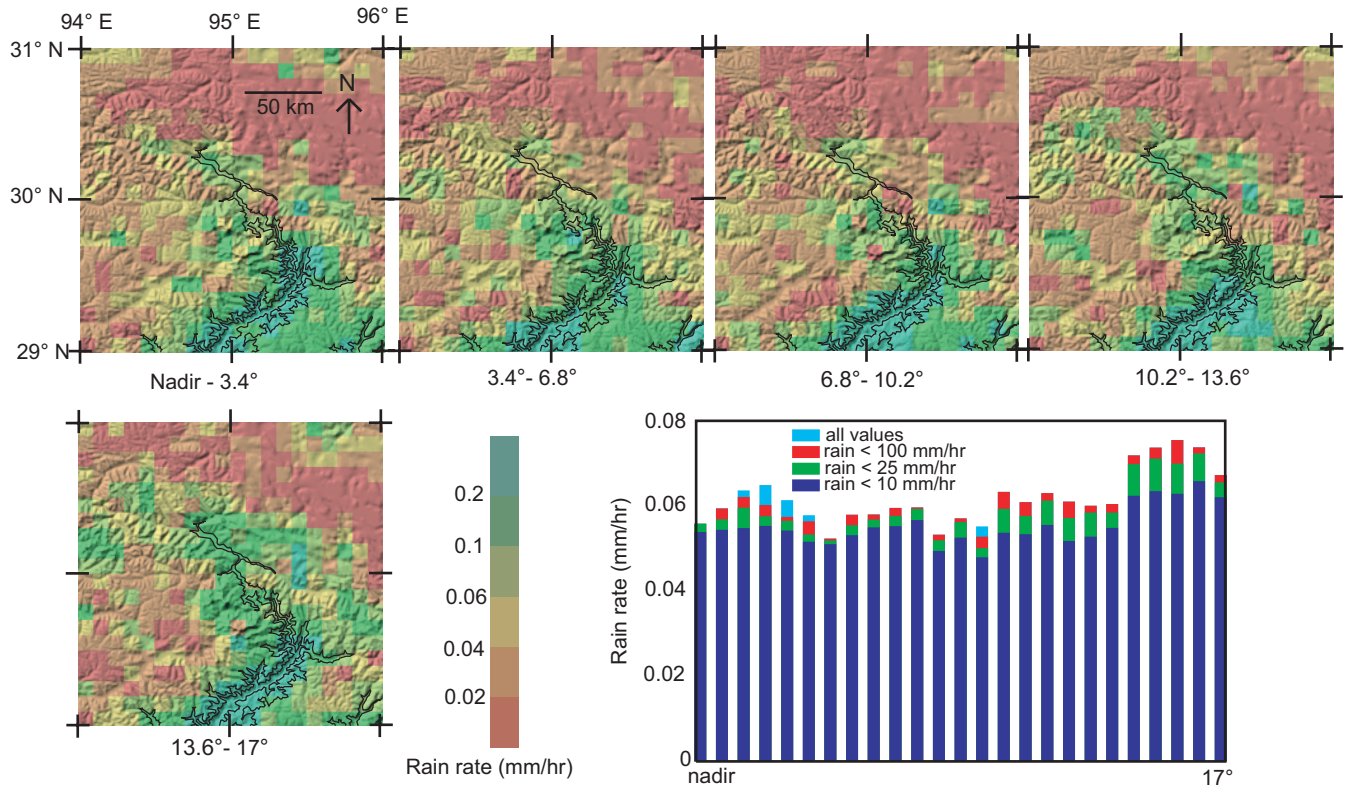 94° E 95° E 96° E
31° N
N
50 km
30° N
29° N
Nadir - 3.4° 3.4°- 6.8° 6.8°- 10.2° 10.2°- 13.6°
13.6°- 17°
0.2
0.1
0.06
0.04
0.02
Rain rate (mm/hr)
0.08
all values
rain < 100 mm/hr
rain < 25 mm/hr
rain < 10 mm/hr
0.06
0.04
0.02
0
Rain rate (mm/hr)
nadir 17°